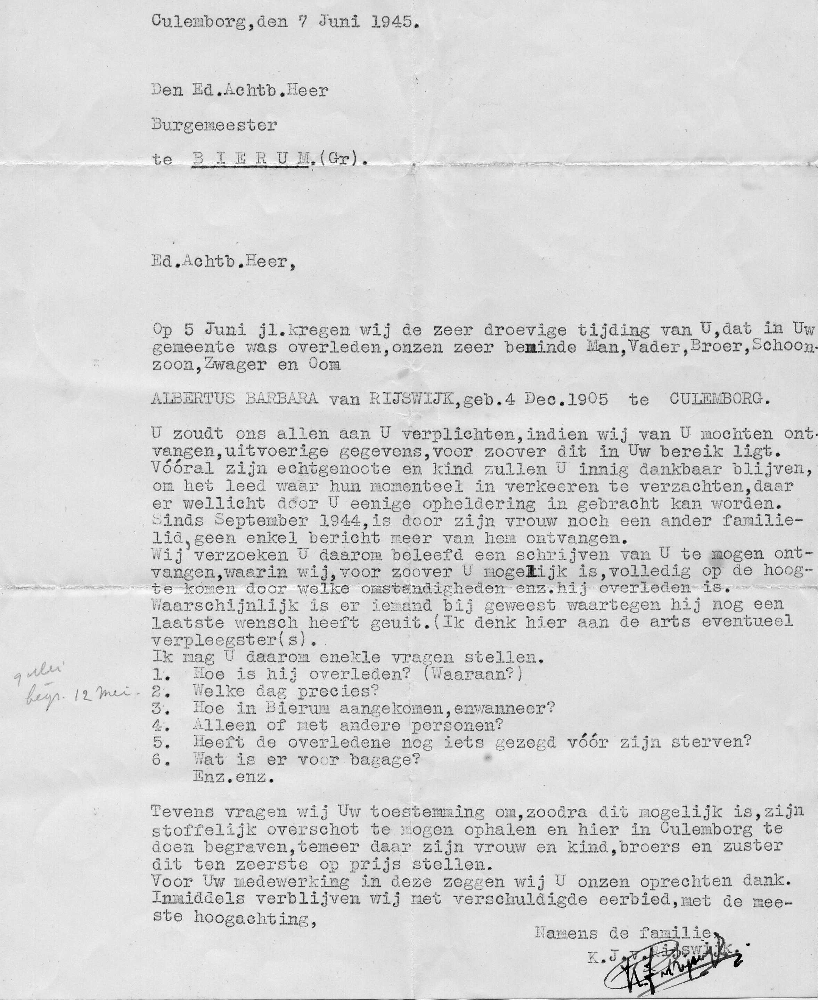 Culemborg,den 7 Juni 1945.
Den Ed.Achtb.Heer
Burgemeester
te B I E R U M.(Gr).
Ed.Achtb.Heer,
Op 5 Juni jl.kregen wij de zeer droevige tijding van U,dat in Uw
gemeente was overleden,onzen zeer beminde Man,Vader,Broer,Schoon-
zoon,Zwager en Oom
ALBERTUS BARBARA van RIJSWIJK,geb.4 Dec.1905 te CULEMBORG.
U zoudt ons allen aan U verplichten,indien wij van U mochten ont-
vangen,uitvoerige gegevens,voor zoover dit in Uw bereik ligt.
Vóóral zijn echtgenoote en kind zullen U innig dankbaar blijven,
om het leed waar hun momenteel in verkeeren te verzachten,daar
er wellicht door U eenige opheldering in gebracht kan worden.
Sinds September 1944,is door zijn vrouw noch een ander familie-
lid,geen enkel bericht meer van hem ontvangen.
Wij verzoeken U daarom beleefd een schrijven van U te mogen ont-
vangen,waarin wij,voor zoover U mogelijk is,volledig op de hoog-
te komen door welke omstandigheden enz.hij overleden is.
Waarschijnlijk is er iemand bij geweest waartegen hij nog een
laatste wensch heeft geuit.(Ik denk hier aan de arts eventueel
verpleegster(s).
Ik mag U daarom enekle vragen stellen.
1. Hoe is hij overleden? (Waaraan?)
9 Mei
begr. 12 Mei - 2. Welke dag precies?
3. Hoe in Bierum aangekomen,enwanneer?
4. Alleen of met andere personen?
5. Heeft de overledene nog iets gezegd vóór zijn sterven?
6. Wat is er voor bagage?
Enz.enz.
Tevens vragen wij Uw toestemming om,zoodra dit mogelijk is,zijn
stoffelijk overschot te mogen ophalen en hier in Culemborg te
doen begraven,temeer daar zijn vrouw en kind,broers en zuster
dit ten zeerste op prijs stellen.
Voor Uw medewerking in deze zeggen wij U onzen oprechten dank.
Inmiddels verblijven wij met verschuldigde eerbied,met de mee-
ste hoogachting,
Namens de familie,
K.J.v.Rijswijk.
K.J. v Rijswijk